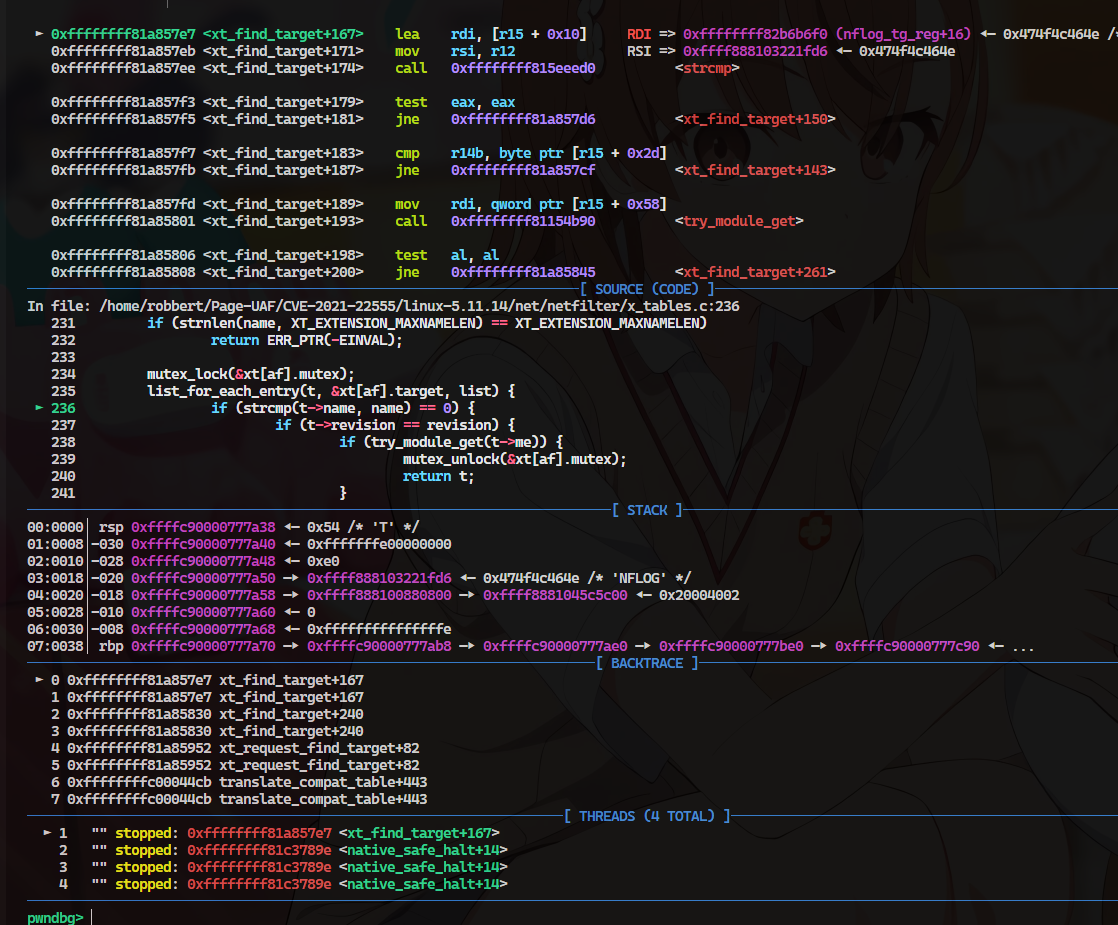 ► 0xffffffff81a857e7 <xt_find_target+167> lea rdi, [r15 + 0x10] RDI => 0xffffffff82b6b6f0 (nflog_tg_reg+16) ◂— 0x474f4c464e /*
0xffffffff81a857eb <xt_find_target+171> mov rsi, r12 RSI => 0xffff888103221fd6 ◂— 0x474f4c464e
0xffffffff81a857ee <xt_find_target+174> call 0xffffffff815eeed0 <strcmp>
0xffffffff81a857f3 <xt_find_target+179> test eax, eax
0xffffffff81a857f5 <xt_find_target+181> jne 0xffffffff81a857d6 <xt_find_target+150>
0xffffffff81a857f7 <xt_find_target+183> cmp r14b, byte ptr [r15 + 0x2d]
0xffffffff81a857fb <xt_find_target+187> jne 0xffffffff81a857cf <xt_find_target+143>
0xffffffff81a857fd <xt_find_target+189> mov rdi, qword ptr [r15 + 0x58]
0xffffffff81a85801 <xt_find_target+193> call 0xffffffff81154b90 <try_module_get>
0xffffffff81a85806 <xt_find_target+198> test al, al
0xffffffff81a85808 <xt_find_target+200> jne 0xffffffff81a85845 <xt_find_target+261>
[ SOURCE (CODE) ]
In file: /home/robbert/Page-UAF/CVE-2021-22555/linux-5.11.14/net/netfilter/x_tables.c:236
231 if (strnlen(name, XT_EXTENSION_MAXNAMELEN) == XT_EXTENSION_MAXNAMELEN)
232 return ERR_PTR(-EINVAL);
233
234 mutex_lock(&xt[af].mutex);
235 list_for_each_entry(t, &xt[af].target, list) {
► 236 if (strcmp(t->name, name) == 0) {
237 if (t->revision == revision) {
238 if (try_module_get(t->me)) {
239 mutex_unlock(&xt[af].mutex);
240 return t;
241 }
[ STACK ]
00:0000│ rsp 0xffffc90000777a38 ◂— 0x54 /* 'T' */
01:0008│-030 0xffffc90000777a40 ◂— 0xfffffffe00000000
02:0010│-028 0xffffc90000777a48 ◂— 0xe0
03:0018│-020 0xffffc90000777a50 —▸ 0xffff888103221fd6 ◂— 0x474f4c464e /* 'NFLOG' */
04:0020│-018 0xffffc90000777a58 —▸ 0xffff888100880800 —▸ 0xffff8881045c5c00 ◂— 0x20004002
05:0028│-010 0xffffc90000777a60 ◂— 0
06:0030│-008 0xffffc90000777a68 ◂— 0xfffffffffffffffe
07:0038│ rbp 0xffffc90000777a70 —▸ 0xffffc90000777ab8 —▸ 0xffffc90000777ae0 —▸ 0xffffc90000777be0 —▸ 0xffffc90000777c90 ◂— ...
[ BACKTRACE ]
► 0 0xffffffff81a857e7 xt_find_target+167
1 0xffffffff81a857e7 xt_find_target+167
2 0xffffffff81a85830 xt_find_target+240
3 0xffffffff81a85830 xt_find_target+240
4 0xffffffff81a85952 xt_request_find_target+82
5 0xffffffff81a85952 xt_request_find_target+82
6 0xffffffffc00044cb translate_compat_table+443
7 0xffffffffc00044cb translate_compat_table+443
[ THREADS (4 TOTAL) ]
► 1 "" stopped: 0xffffffff81a857e7 <xt_find_target+167>
2 "" stopped: 0xffffffff81c3789e <native_safe_halt+14>
3 "" stopped: 0xffffffff81c3789e <native_safe_halt+14>
4 "" stopped: 0xffffffff81c3789e <native_safe_halt+14>
pwndbg>